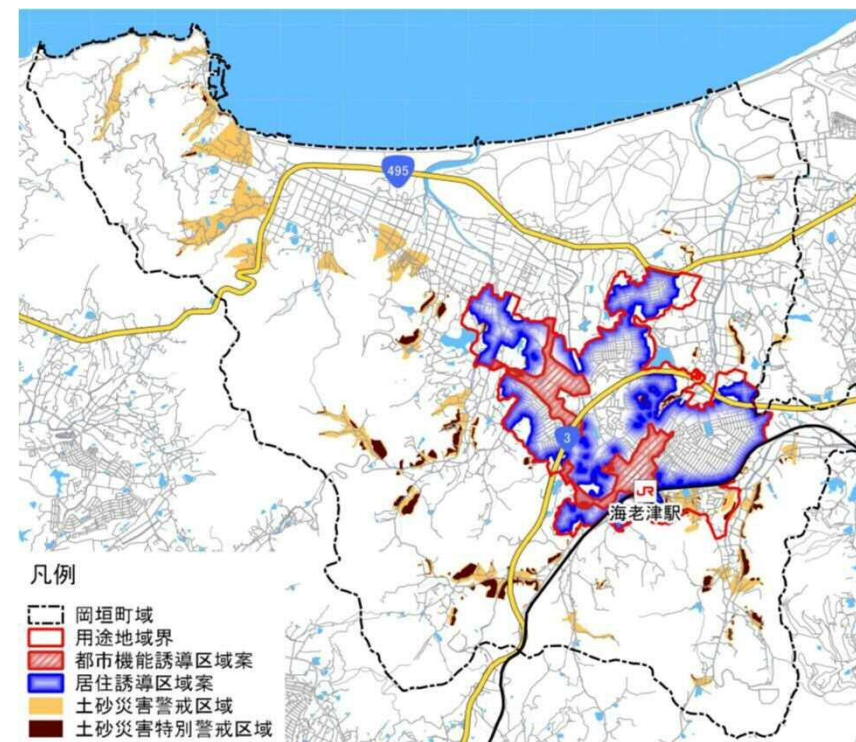 495
3
JR
海老津駅
凡例
岡垣町域
用途地域界
都市機能誘導区域案
居住誘導区域案
土砂災害警戒区域
土砂災害特別警戒区域